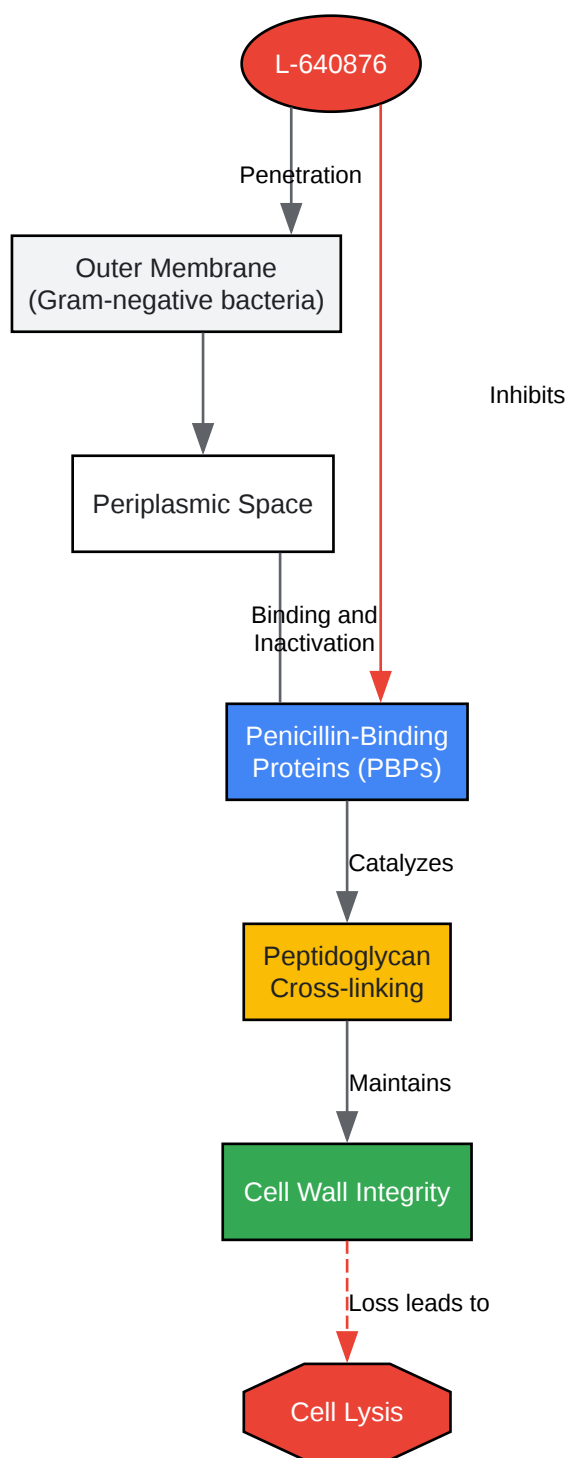 L-640876
Penetration
Outer Membrane
(Gram-negative bacteria)
Inhibits
Periplasmic Space
Binding and
Inactivation
Penicillin-Binding
Proteins (PBPs)
Catalyzes
Peptidoglycan
Cross-linking
Maintains
Cell Wall Integrity
Loss leads to
Cell Lysis